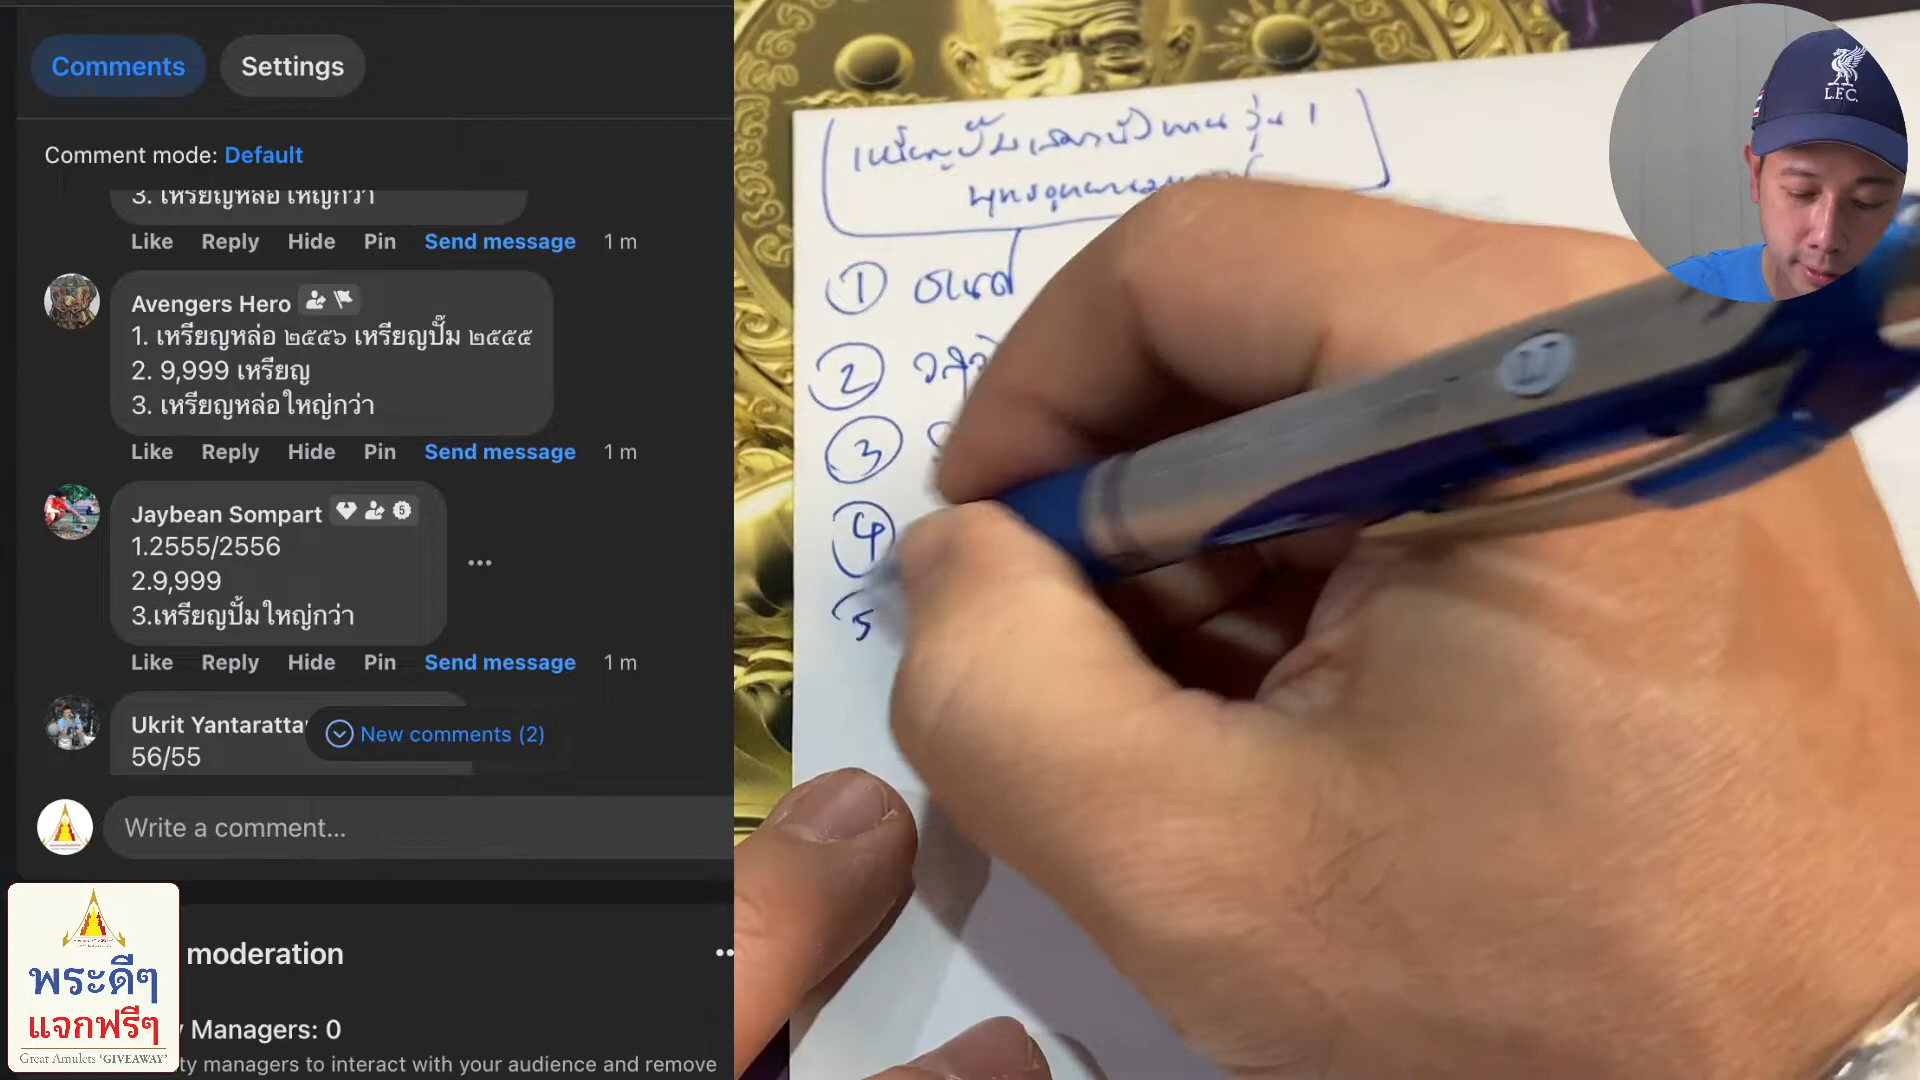 Comments
Settings
Comment mode: Default
3. เหรียญหล่อ ใหญ่กว่า
Like Reply Hide Pin Send message 1 m
Avengers Hero
1. เหรียญหล่อ ๒๕๕๖ เหรียญปั๊ม ๒๕๕๕
2. 9,999 เหรียญ
3. เหรียญหล่อใหญ่กว่า
Like Reply Hide Pin Send message 1 m
Jaybean Sompart 5
1.2555/2556
2.9,999
3.เหรียญปั้มใหญ่กว่า
Like Reply Hide Pin Send message 1 m
Ukrit
56/55
New comments (2)
Write a comment...
moderation
Managers: 0
managers to interact with your audience and remove
พระดีๆ
แจกฟรีๆ
Great Amulets 'GIVEAWAY'
L.F.C.
รุ่น 1
1
2
3
4
5